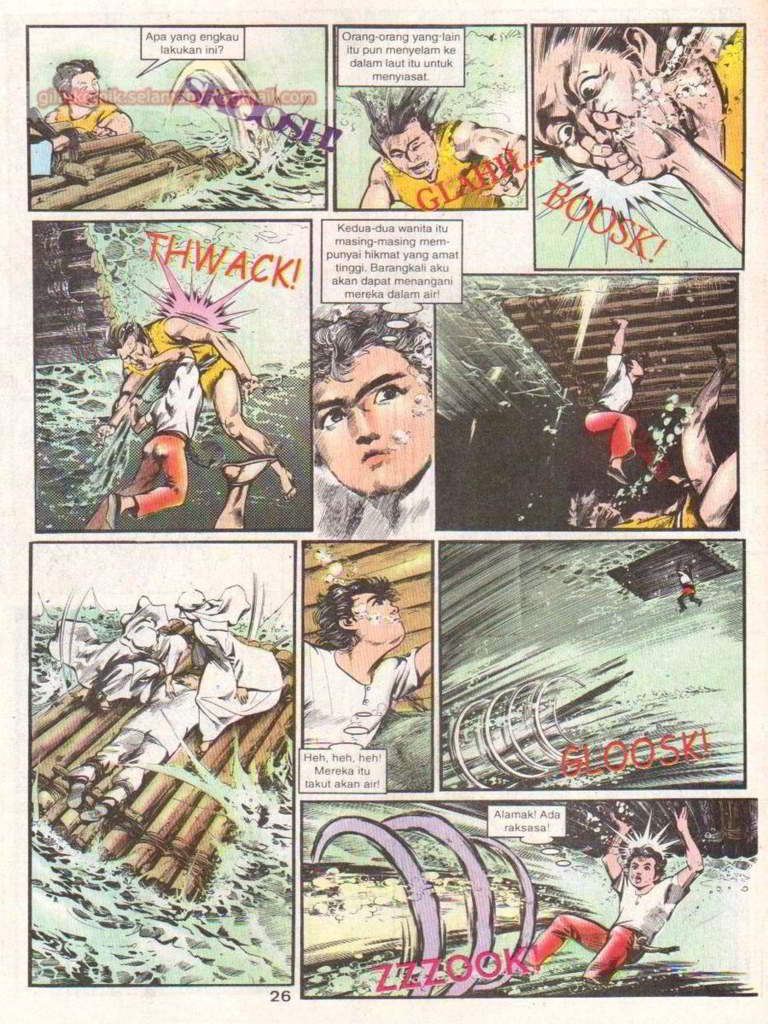 Apa yang engkau
lakukan ini?
SKOOSH!
Orang-orang yang lain
itu pun menyelam ke
dalam laut itu untuk
menyiasat.
GLAHH...
BOOSK!
THWACK!
Kedua-dua wanita itu
masing-masing mem-
punyai hikmat yang amat
tinggi. Barangkali aku
akan dapat menangani
mereka dalam air!
Heh, heh, heh!
Mereka itu
takut akan air!
GLOOSK!
Alamak! Ada
raksasa!
ZZZOOK!
26